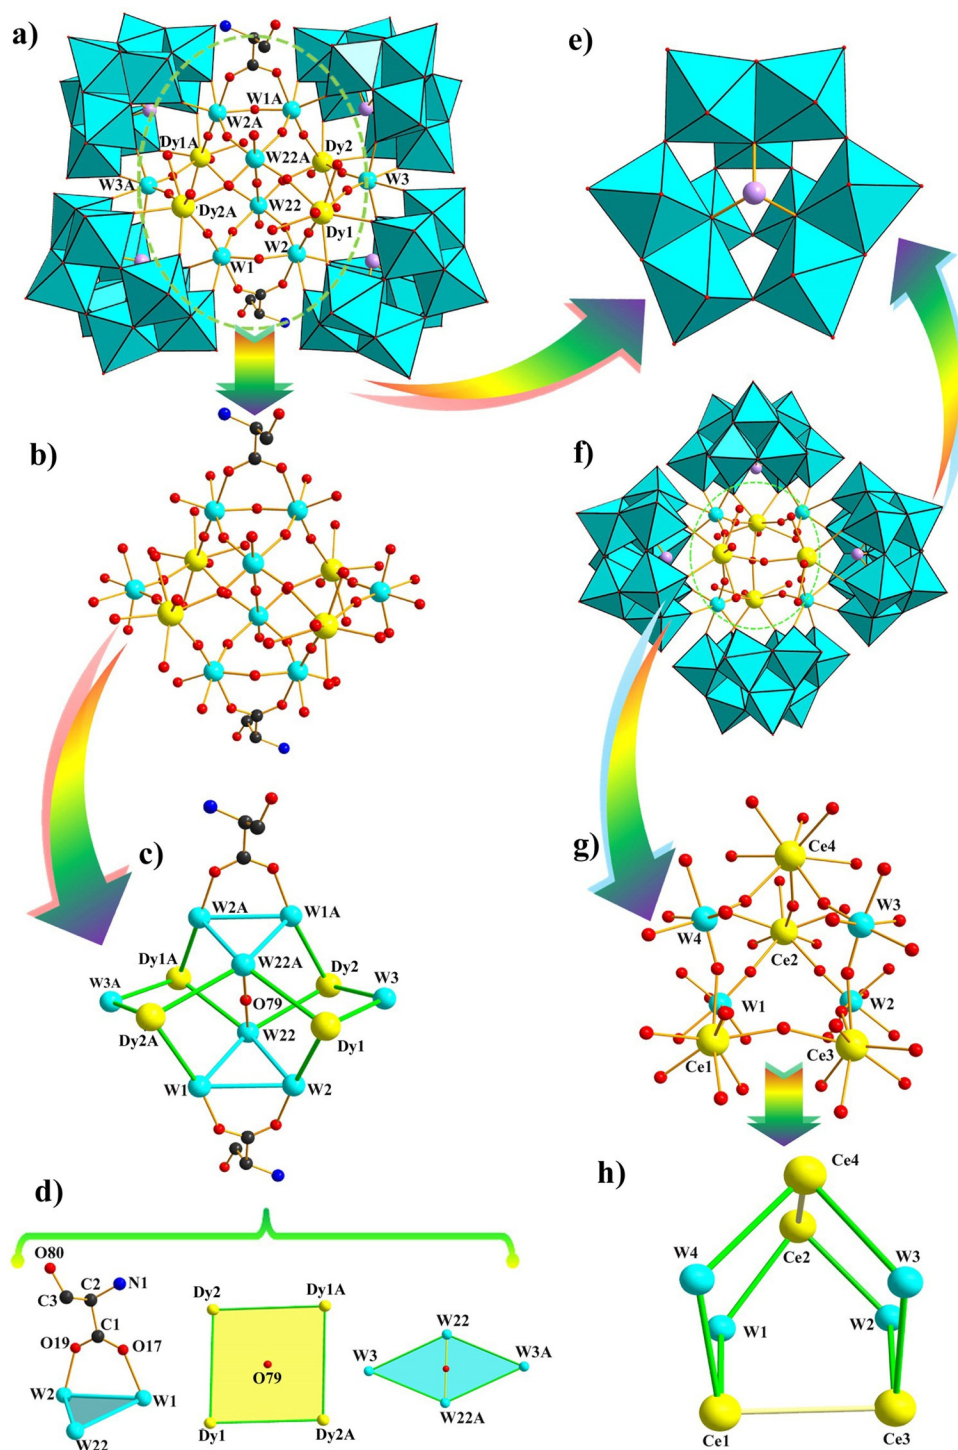 a)
W1A
W2A
Dy1A
W22A
Dy2
W3A
W3
Dy2A
W22
Dy1
W2
W1
e)
b)
f)
c)
W2A
W1A
Dy1A
W22A
Dy2
W3A
W3
O79
Dy2A
W22
Dy1
W1
W2
g)
Ce4
W3
W4
Ce2
W1
W2
Ce1
Ce3
d)
O80
C2
N1
C3
C1
O19
O17
W2
W1
W22
Dy2
Dy1A
O79
Dy1
Dy2A
W22
W3
W3A
W22A
h)
Ce4
W4
Ce2
W3
W1
W2
Ce1
Ce3